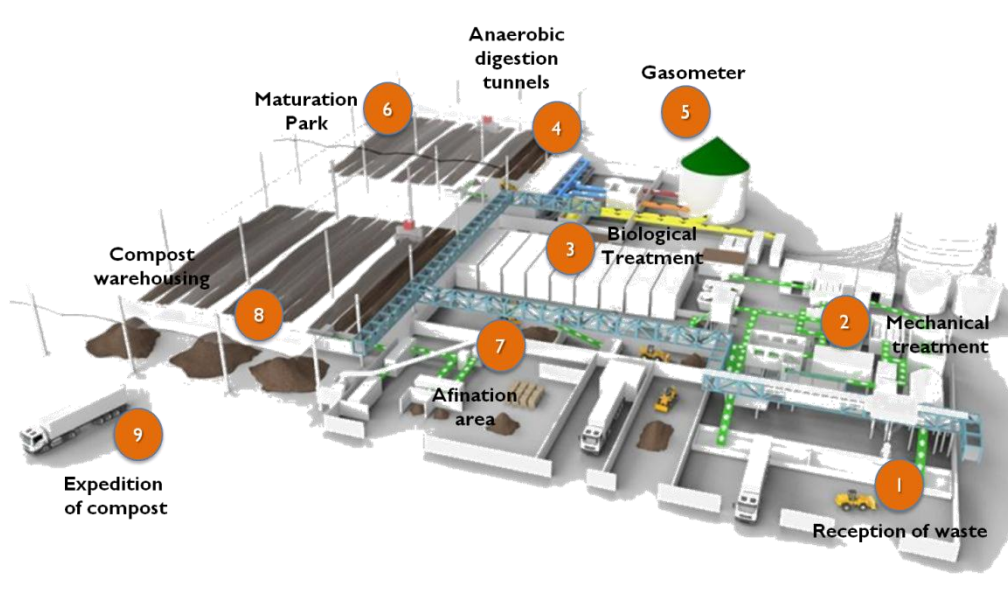 Anaerobic
digestion
tunnels
4
Gasometer
5
Maturation
Park
6
Biological
Treatment
3
Compost
warehousing
8
2
Mechanical
treatment
7
Afination
area
9
Expedition
of compost
1
Reception of waste